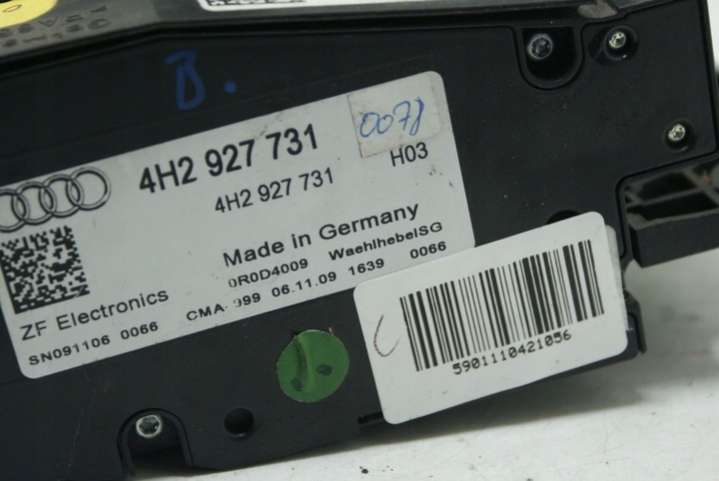 B.
4H2 927 731
0078
4H2 927 731
H03
Made in Germany
0R0D4009 WaehlhebelSG
ZF Electronics
CMA- 999 06.11.09 1639 0066
SN091106 0066
C
5901110421056